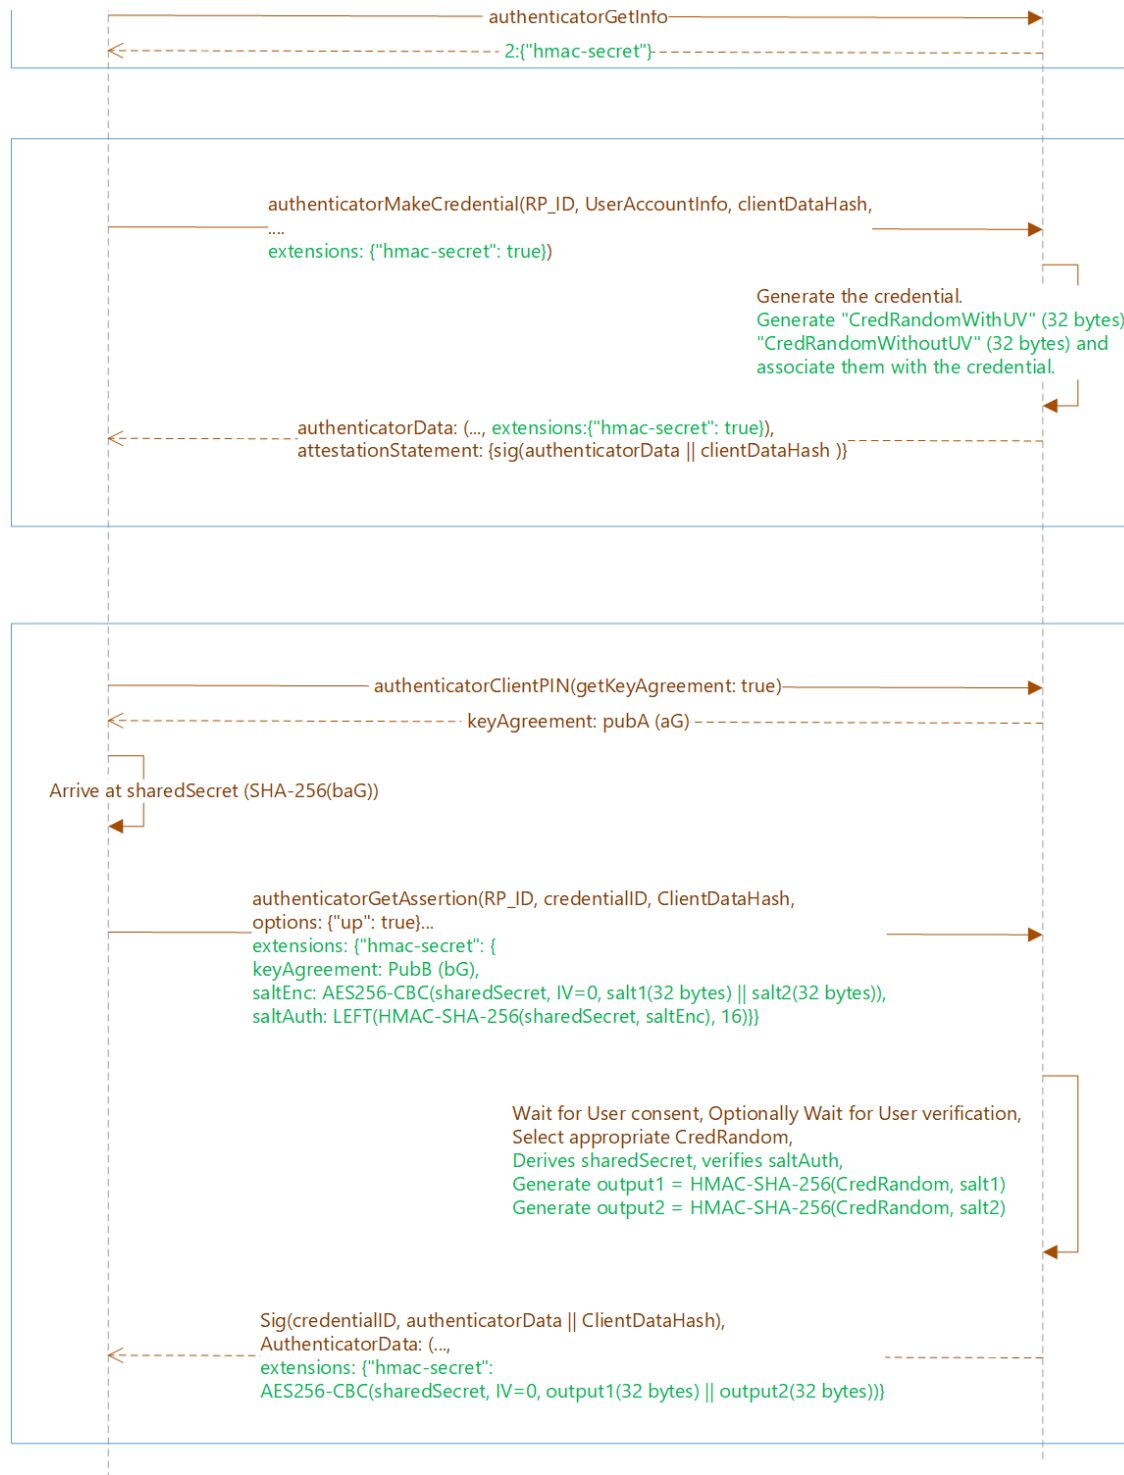 authenticatorGetInfo
2:{"hmac-secret"}
authenticatorMakeCredential(RP_ID, UserAccountInfo, clientDataHash,
....
extensions: {"hmac-secret": true})
Generate the credential.
Generate "CredRandomWithUV" (32 bytes)
"CredRandomWithoutUV" (32 bytes) and
associate them with the credential.
authenticatorData: (..., extensions:{"hmac-secret": true}),
attestationStatement: {sig(authenticatorData || clientDataHash )}
authenticatorClientPIN(getKeyAgreement: true)
keyAgreement: pubA (aG)
Arrive at sharedSecret (SHA-256(baG))
authenticatorGetAssertion(RP_ID, credentialID, ClientDataHash,
options: {"up": true}...
extensions: {"hmac-secret": {
keyAgreement: PubB (bG),
saltEnc: AES256-CBC(sharedSecret, IV=0, salt1(32 bytes) || salt2(32 bytes)),
saltAuth: LEFT(HMAC-SHA-256(sharedSecret, saltEnc), 16)}}
Wait for User consent, Optionally Wait for User verification,
Select appropriate CredRandom,
Derives sharedSecret, verifies saltAuth,
Generate output1 = HMAC-SHA-256(CredRandom, salt1)
Generate output2 = HMAC-SHA-256(CredRandom, salt2)
Sig(credentialID, authenticatorData || ClientDataHash),
AuthenticatorData: (...,
extensions: {"hmac-secret":
AES256-CBC(sharedSecret, IV=0, output1(32 bytes) || output2(32 bytes))}